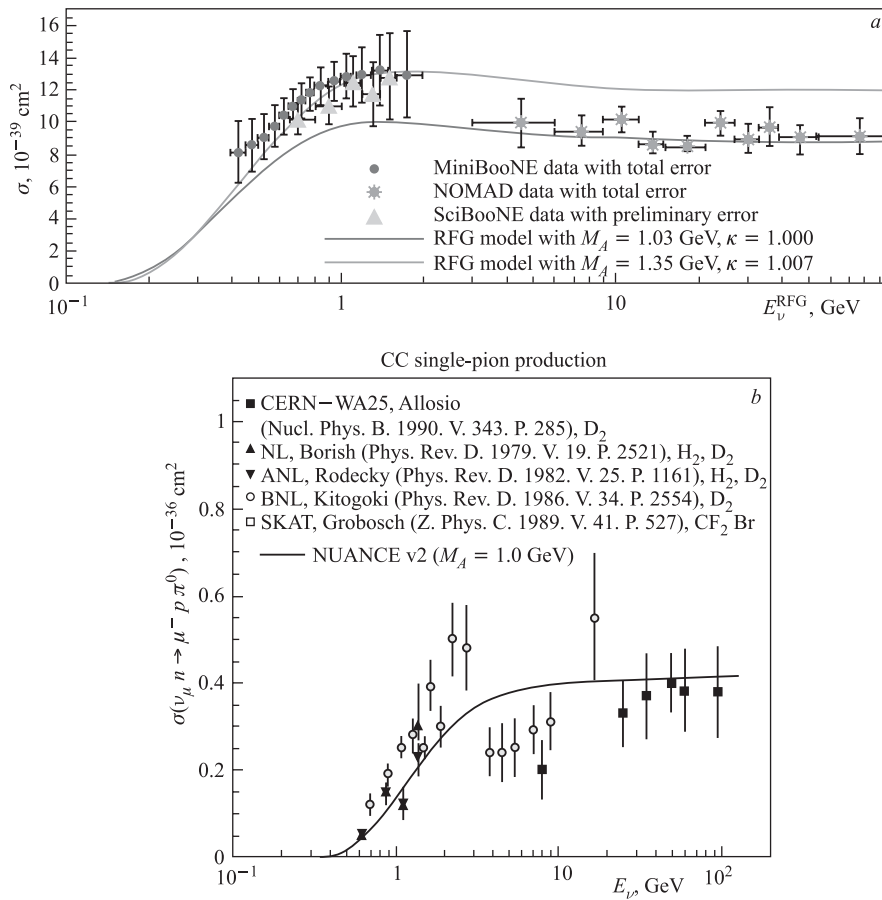 a
16
14
12
10
8
6
4
2
0
σ, 10⁻³⁹ cm²
MiniBooNE data with total error
NOMAD data with total error
SciBooNE data with preliminary error
RFG model with M_A = 1.03 GeV, κ = 1.000
RFG model with M_A = 1.35 GeV, κ = 1.007
10⁻¹ 1 10 E_ν^RFG, GeV
CC single-pion production
b
CERN–WA25, Allosio
(Nucl. Phys. B. 1990. V. 343. P. 285), D₂
NL, Borish (Phys. Rev. D. 1979. V. 19. P. 2521), H₂, D₂
ANL, Rodecky (Phys. Rev. D. 1982. V. 25. P. 1161), H₂, D₂
BNL, Kitogoki (Phys. Rev. D. 1986. V. 34. P. 2554), D₂
SKAT, Grobosch (Z. Phys. C. 1989. V. 41. P. 527), CF₂ Br
NUANCE v2 (M_A = 1.0 GeV)
1
0.8
0.6
0.4
0.2
0
σ(ν_μ n → μ⁻ p π⁰), 10⁻³⁶ cm²
10⁻¹ 1 10 10²
E_ν, GeV